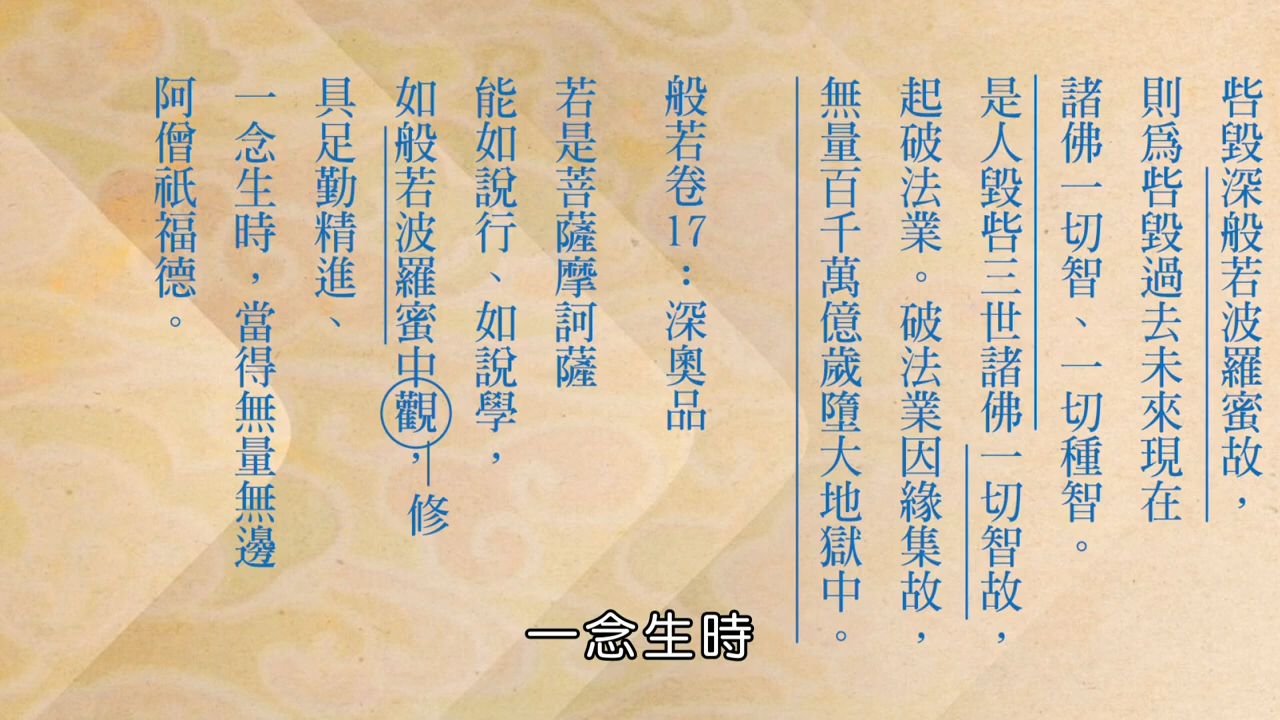 呰毀深般若波羅蜜故，
則爲呰毀過去未來現在
諸佛一切智、一切種智。
是人毀呰三世諸佛一切智故，
起破法業。破法業因緣集故，
無量百千萬億歲墮大地獄中。
般若卷17：深奧品
若是菩薩摩訶薩
能如說行、如說學，
如般若波羅蜜中觀，修
具足勤精進、
一念生時，當得無量無邊
阿僧祇福德。
一念生時